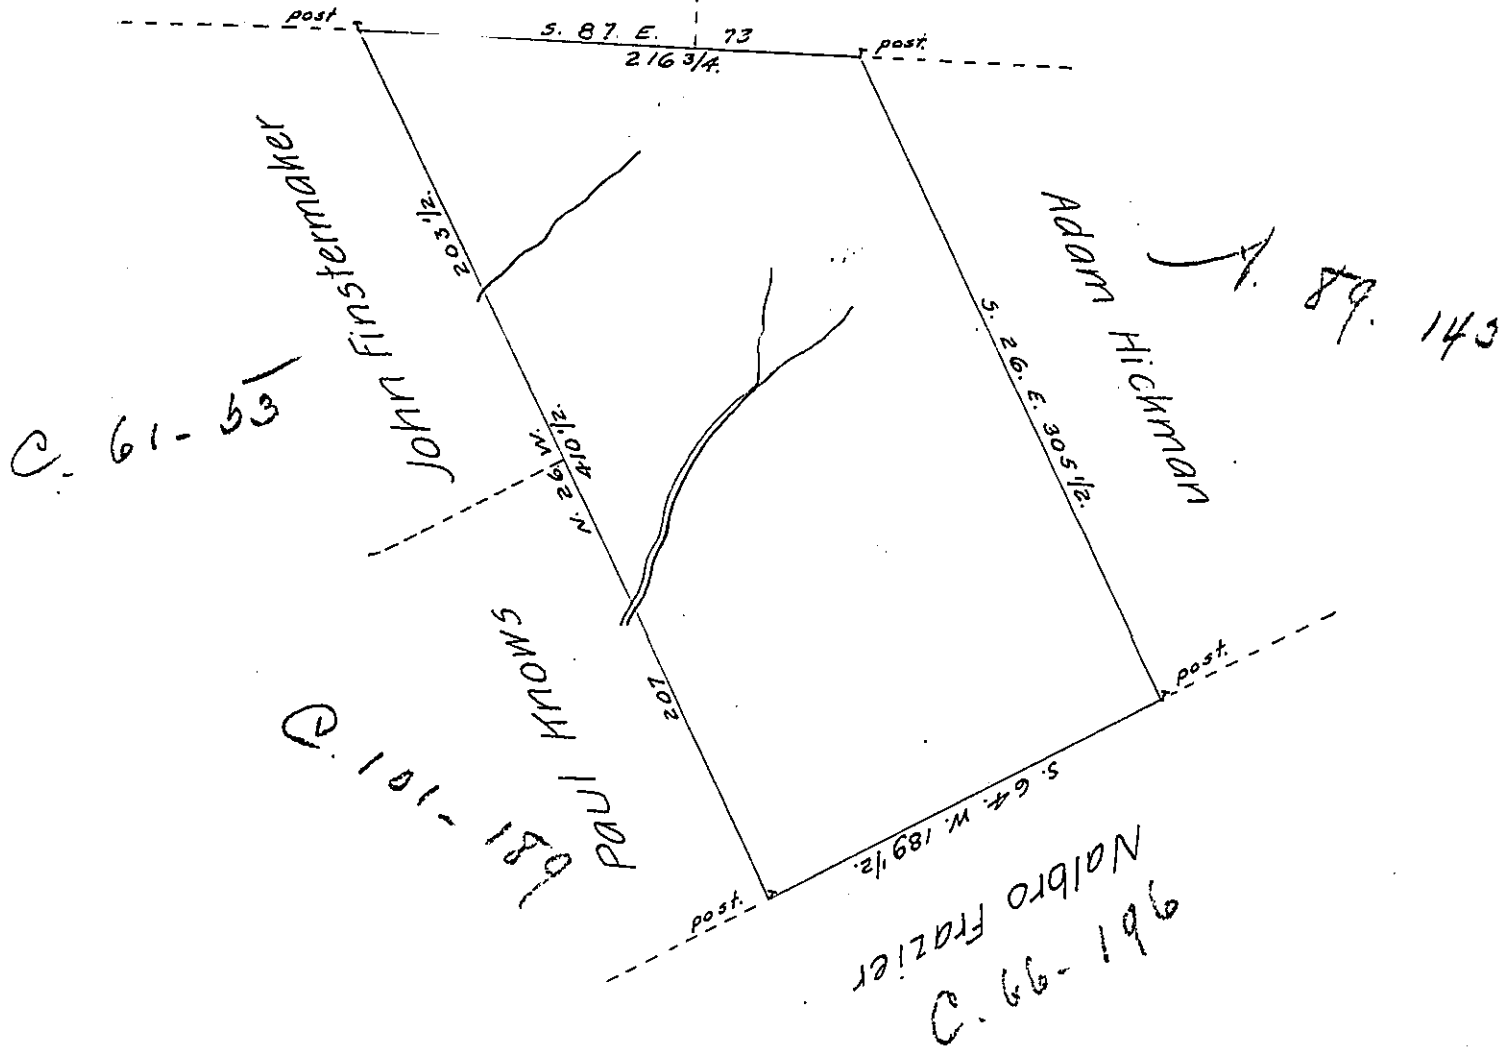 post
S. 87. E. 73
216 3/4.
post.
John Finstermaker
203 1/2.
Adam Hichman
89. 143
S. 26. E. 305 1/2.
C. 61-53
N. 26. W.
410 1/2.
Paul Knows
207
post.
D. 101-189
S. 64. W. 189 1/2.
post.
Nalbro Frazier
C. 66-196